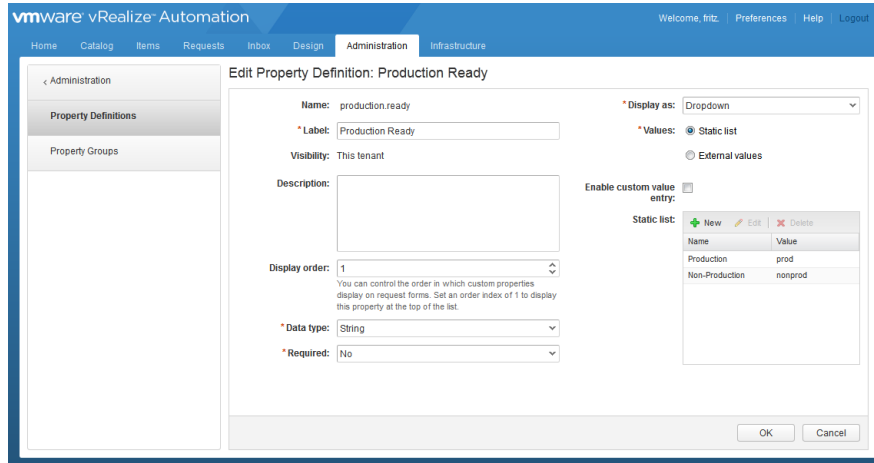 vmware vRealize Automation
Welcome, fritz. Preferences Help Logout
Home Catalog Items Requests Inbox Design Administration Infrastructure
< Administration
Property Definitions
Property Groups
Edit Property Definition: Production Ready
Name: production.ready
* Label: Production Ready
Visibility: This tenant
Description:
Display order: 1
You can control the order in which custom properties
display on request forms. Set an order index of 1 to display
this property at the top of the list.
* Data type: String
* Required: No
* Display as: Dropdown
* Values: Static list
External values
Enable custom value
entry:
Static list: New Edit Delete
Name Value
Production prod
Non-Production nonprod
OK Cancel